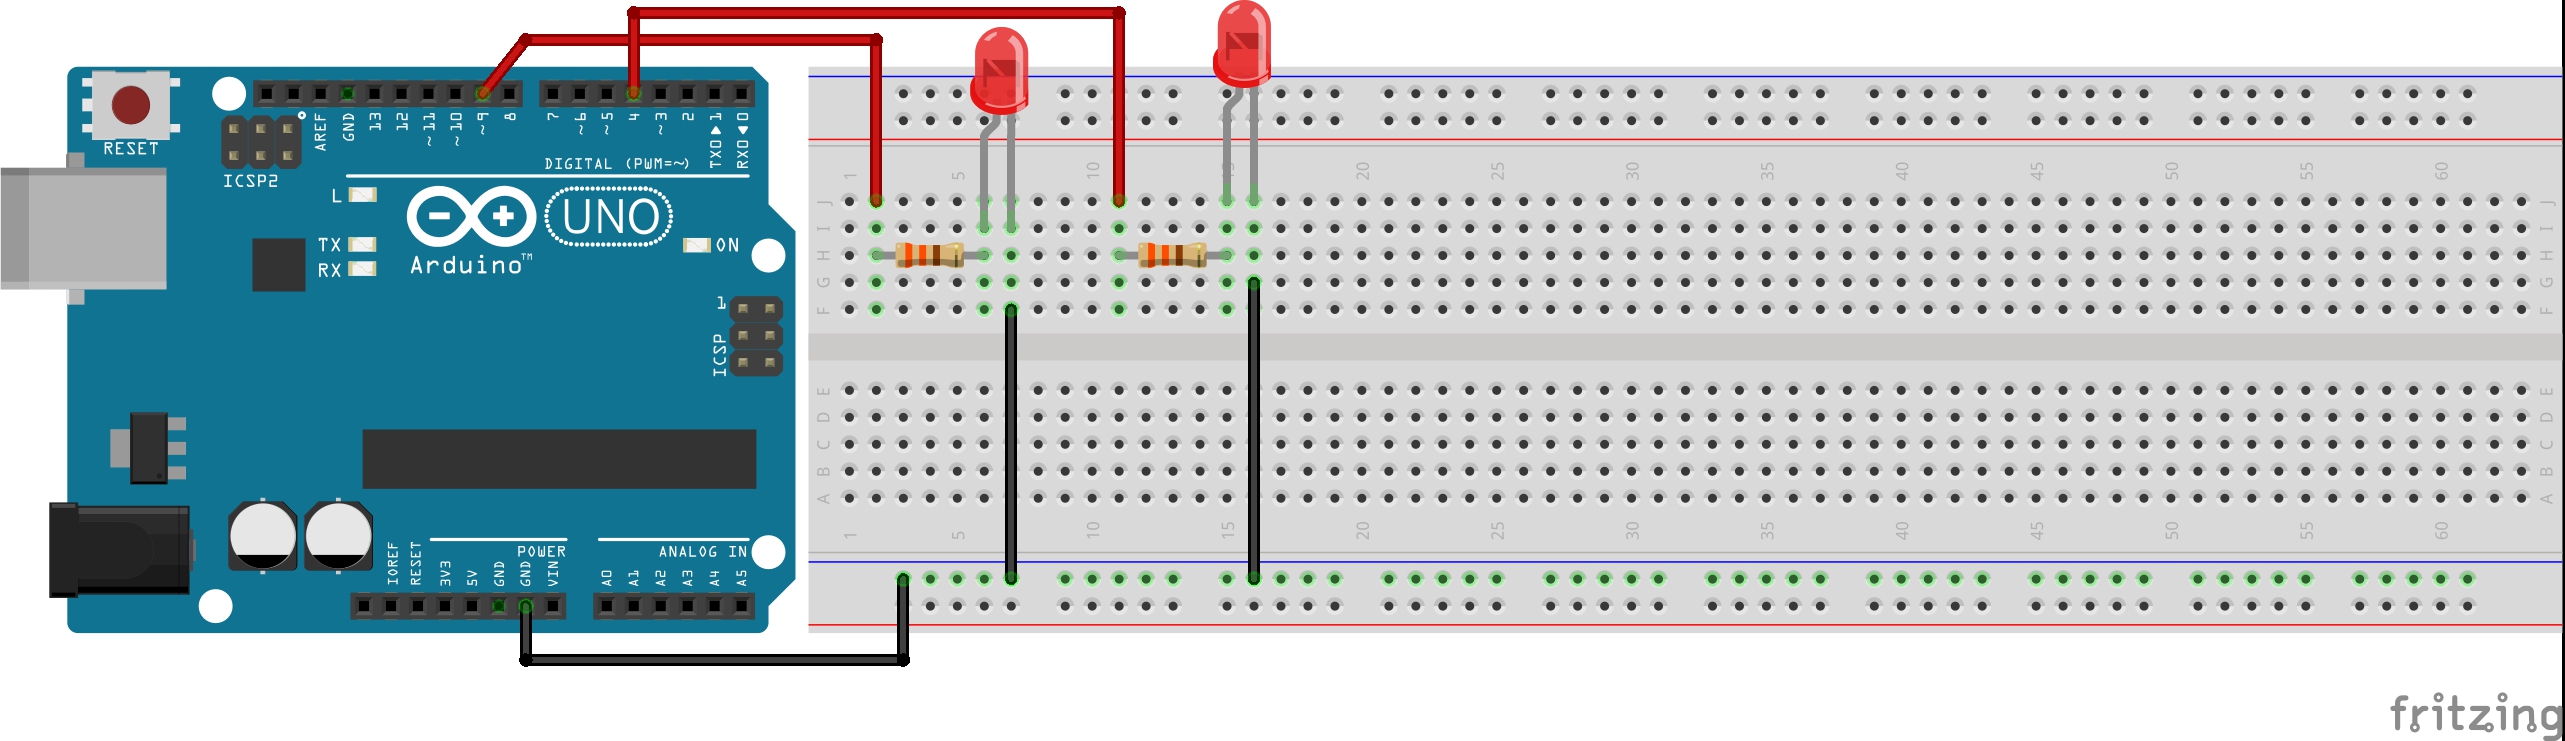 RESET
ICSP2
AREF
GND
13
12
~11
~10
~9
8
7
~6
~5
4
~3
2
TX0▶1
RX0◀0
DIGITAL (PWM=~)
L
TX
RX
UNO
Arduino™
ON
1
ICSP
IOREF
RESET
3V3
5V
GND
GND
VIN
POWER
A0
A1
A2
A3
A4
A5
ANALOG IN
1 5 10 15 20 25 30 35 40 45 50 55 60
J J
I I
H H
G G
F F
E E
D D
C C
B B
A A
1 5 10 15 20 25 30 35 40 45 50 55 60
fritzing